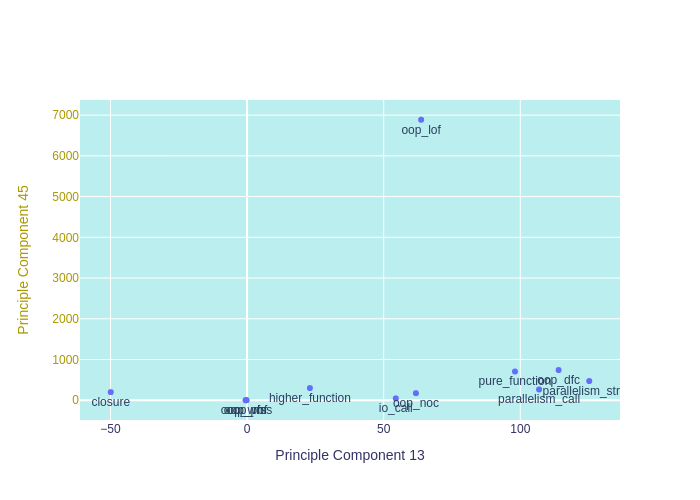 7000
oop_lof
6000
5000
4000
3000
2000
1000
0
Principle Component 45
pure_function
oop_dfc
parallelism_str
parallelism_call
higher_function
closure
io_call
oop_noc
−50
0
50
100
Principle Component 13